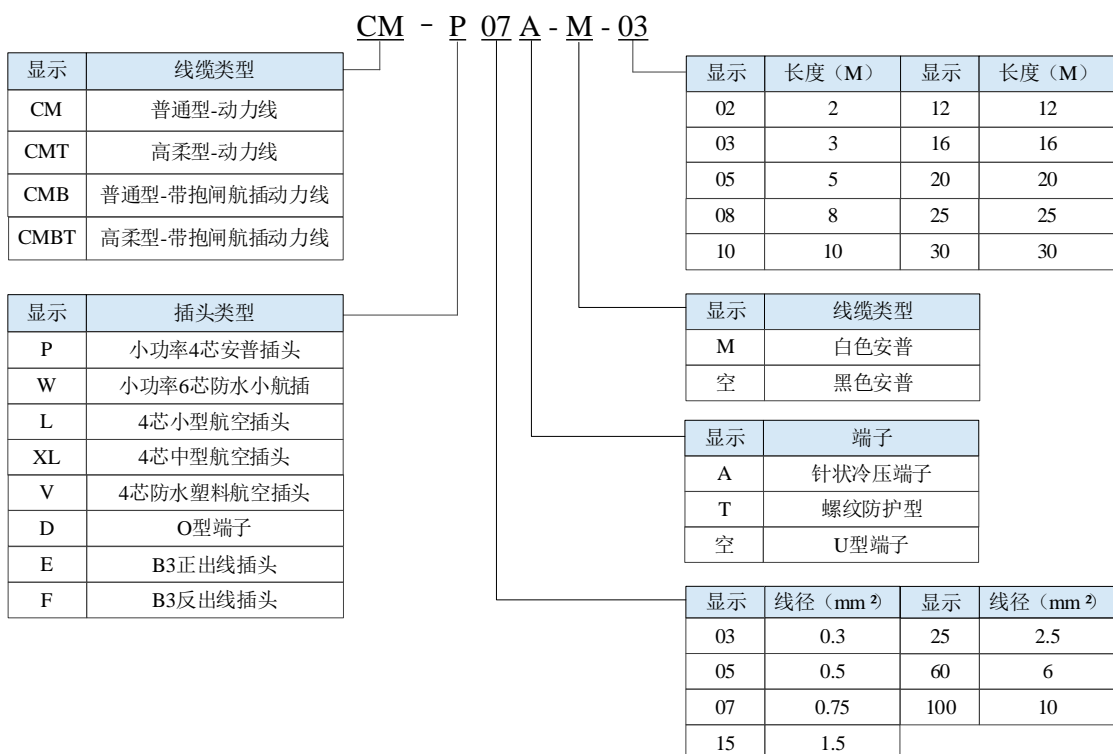 CM - P 07 A - M - 03
显示 线缆类型
CM 普通型-动力线
CMT 高柔型-动力线
CMB 普通型-带抱闸航插动力线
CMBT 高柔型-带抱闸航插动力线
显示 插头类型
P 小功率4芯安普插头
W 小功率6芯防水小航插
L 4芯小型航空插头
XL 4芯中型航空插头
V 4芯防水塑料航空插头
D O型端子
E B3正出线插头
F B3反出线插头
显示 长度（M） 显示 长度（M）
02 2 12 12
03 3 16 16
05 5 20 20
08 8 25 25
10 10 30 30
显示 线缆类型
M 白色安普
空 黑色安普
显示 端子
A 针状冷压端子
T 螺纹防护型
空 U型端子
显示 线径（mm²） 显示 线径（mm²）
03 0.3 25 2.5
05 0.5 60 6
07 0.75 100 10
15 1.5